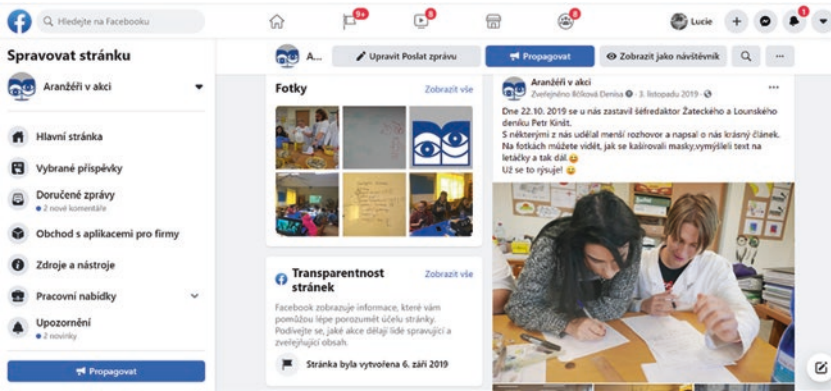 Hledejte na Facebooku
9+
8
8
Lucie
1
Spravovat stránku
Aranžéři v akci
Hlavní stránka
Vybrané příspěvky
Doručené zprávy
2 nové komentáře
Obchod s aplikacemi pro firmy
Zdroje a nástroje
Pracovní nabídky
Upozornění
2 novinky
Propagovat
A...
Upravit Poslat zprávu
Propagovat
Zobrazit jako návštěvník
Fotky
Zobrazit vše
Transparentnost
stránek
Zobrazit vše
Facebook zobrazuje informace, které vám
pomůžou lépe porozumět účelu stránky.
Podívejte se, jaké akce dělají lidé spravující a
zveřejňující obsah.
Stránka byla vytvořena 6. září 2019
Aranžéři v akci
Zveřejněno Denisa · 3. listopadu 2019 ·
Dne 22.10. 2019 se u nás zastavil šéfredaktor Žateckého a Lounského
deníku Petr Kinšt.
S některými z nás udělal menší rozhovor a napsal o nás krásný článek.
Na fotkách můžete vidět, jak se kašírovali masky,vymýšleli text na
letáčky a tak dál.
Už se to rýsuje!